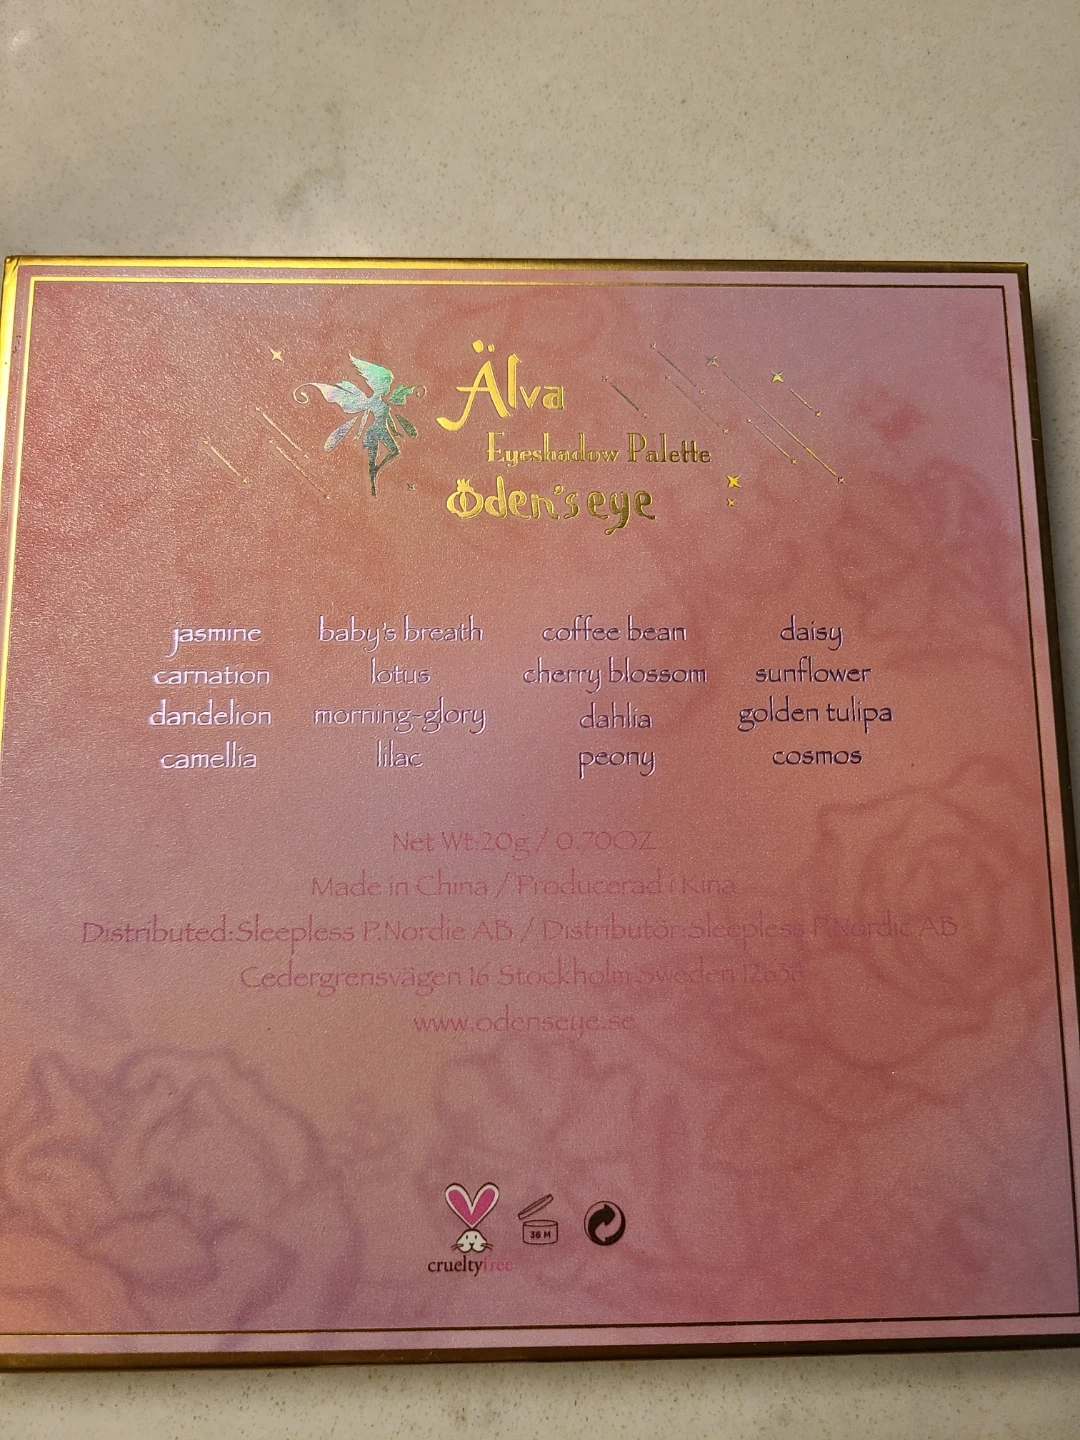 Älva
Eyeshadow Palette
Oden's eye
jasmine baby's breath coffee bean daisy
carnation lotus cherry blossom sunflower
dandelion morning-glory dahlia golden tulipa
camellia lilac peony cosmos
Net Wt:20g / 0.70OZ
Made in China / Producerad i Kina
Distributed:Sleepless P.Nordic AB / Distributör:Sleepless P.Nordic AB
Cedergrensvägen 16 Stockholm Sweden
www.odenseye.se
36 M
crueltyfree